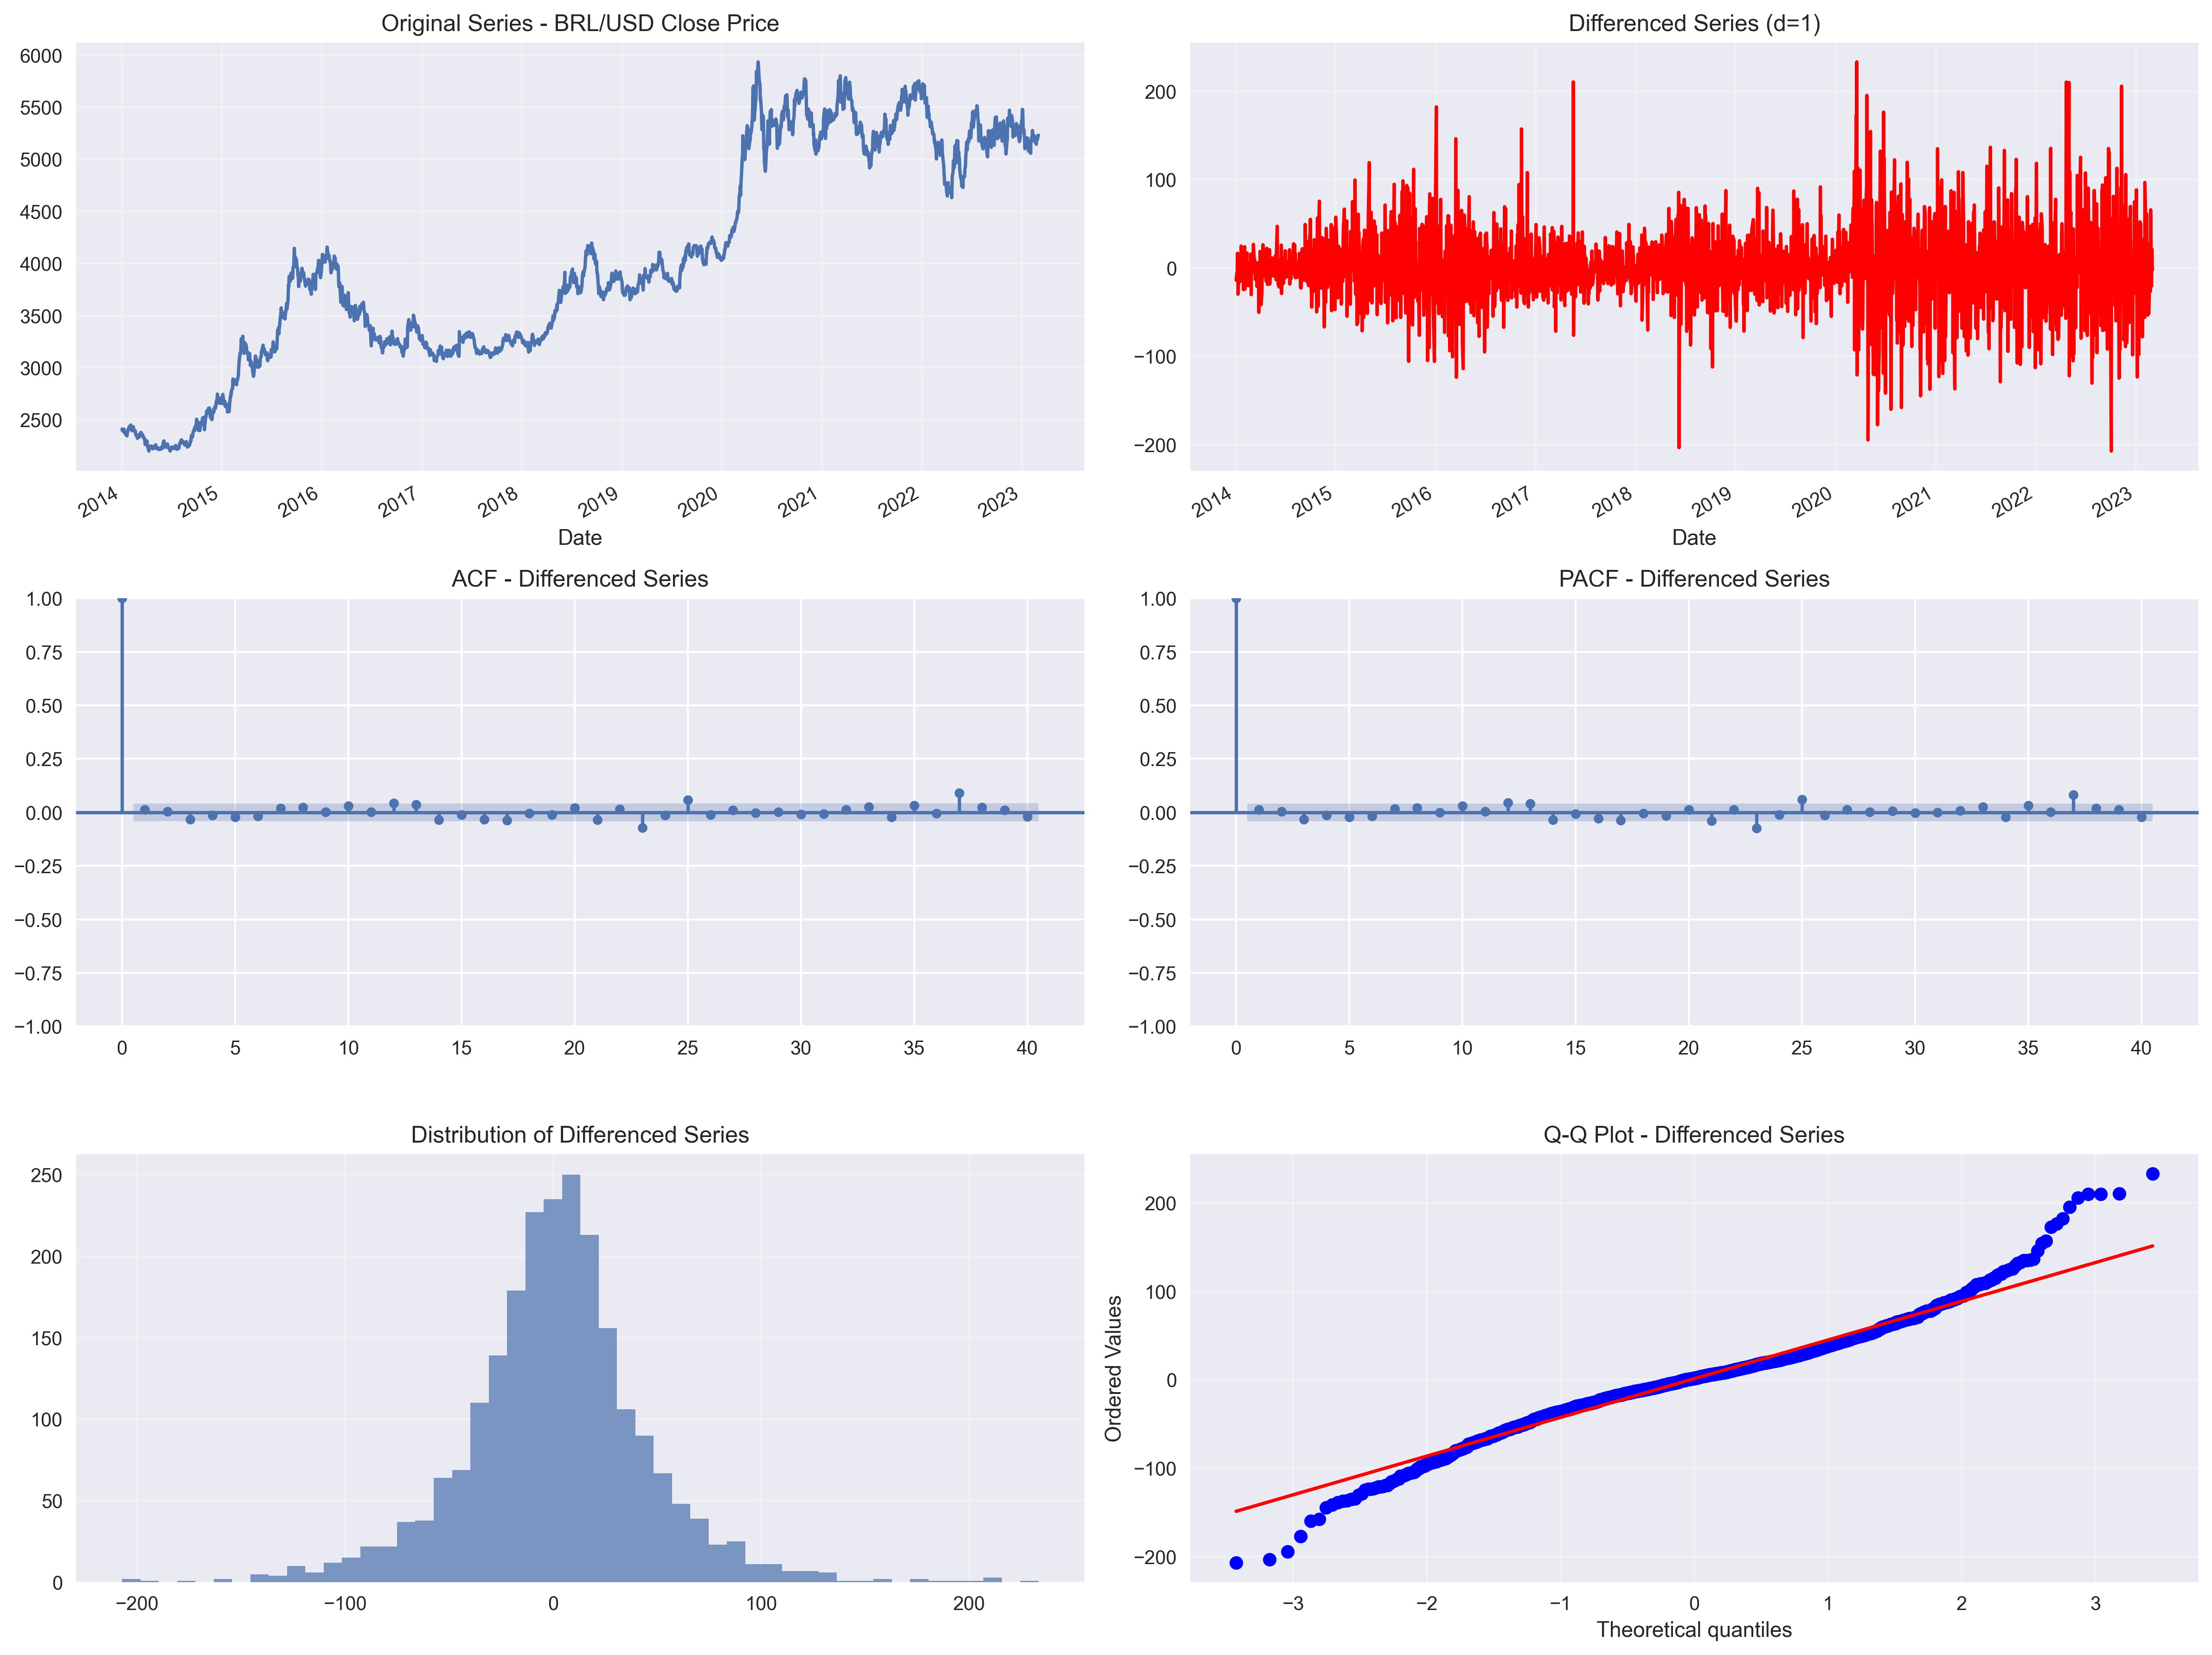 Original Series - BRL/USD Close Price
6000
5500
5000
4500
4000
3500
3000
2500
2014 2015 2016 2017 2018 2019 2020 2021 2022 2023
Date
Differenced Series (d=1)
200
100
0
−100
−200
2014 2015 2016 2017 2018 2019 2020 2021 2022 2023
Date
ACF - Differenced Series
1.00
0.75
0.50
0.25
0.00
−0.25
−0.50
−0.75
−1.00
0 5 10 15 20 25 30 35 40
PACF - Differenced Series
1.00
0.75
0.50
0.25
0.00
−0.25
−0.50
−0.75
−1.00
0 5 10 15 20 25 30 35 40
Distribution of Differenced Series
250
200
150
100
50
0
−200 −100 0 100 200
Q-Q Plot - Differenced Series
Ordered Values
200
100
0
−100
−200
−3 −2 −1 0 1 2 3
Theoretical quantiles